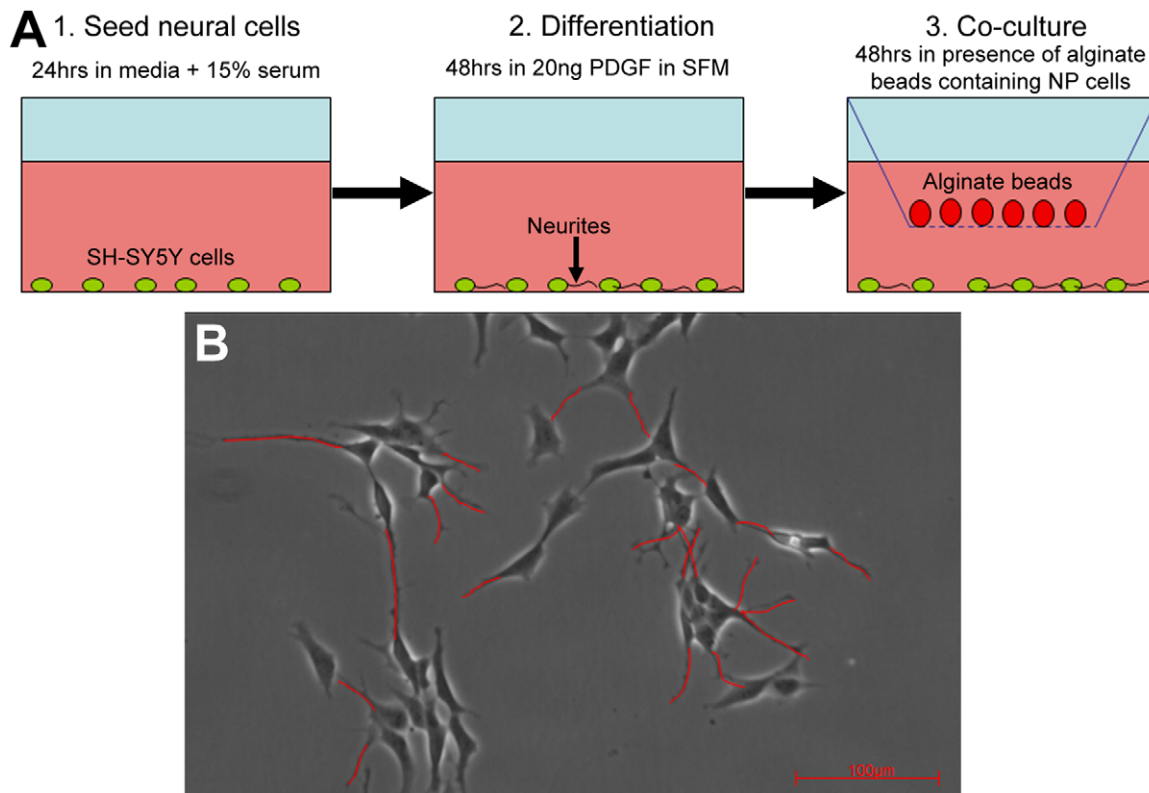 A
1. Seed neural cells
24hrs in media + 15% serum
SH-SY5Y cells
2. Differentiation
48hrs in 20ng PDGF in SFM
Neurites
3. Co-culture
48hrs in presence of alginate
beads containing NP cells
Alginate beads
B
100µm